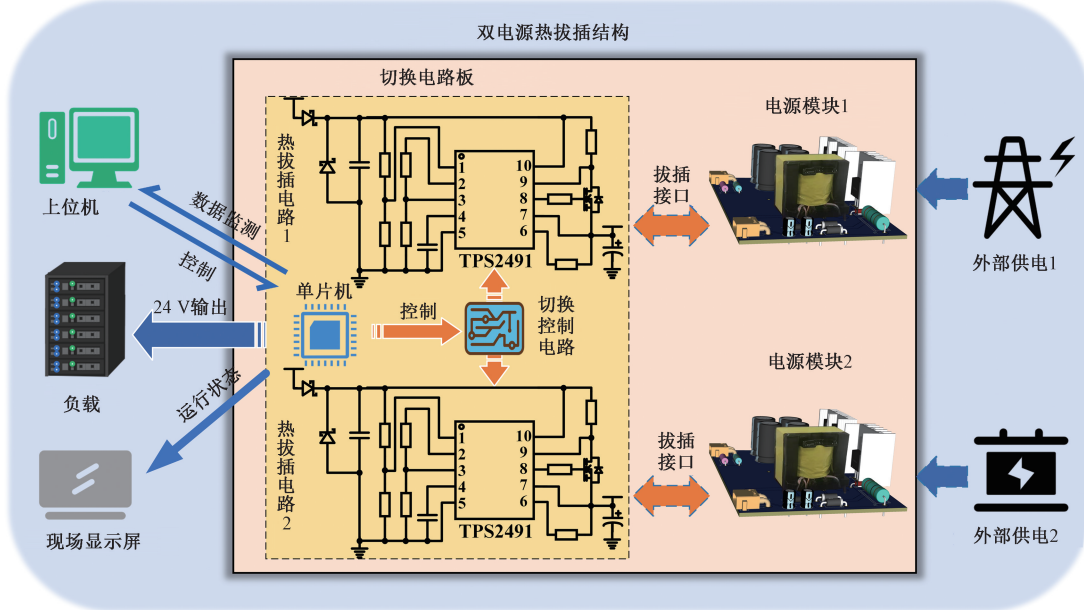 双电源热拔插结构
切换电路板
热拔插电路1
1
2
3
4
5
10
9
8
7
6
TPS2491
拔插
接口
电源模块1
外部供电1
上位机
数据监测
控制
单片机
控制
切换
控制
电路
24 V输出
负载
运行状态
现场显示屏
热拔插电路2
1
2
3
4
5
10
9
8
7
6
TPS2491
拔插
接口
电源模块2
外部供电2